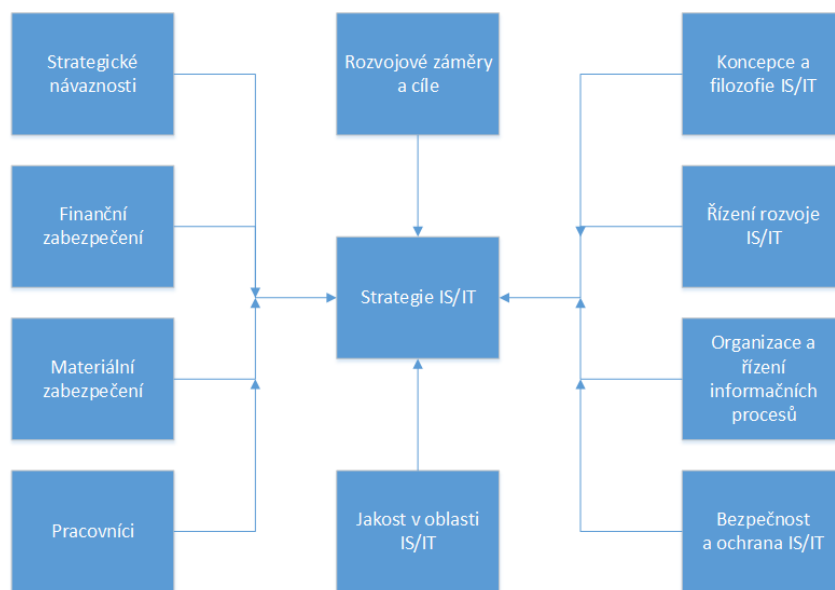 Strategické
návaznosti
Rozvojové záměry
a cíle
Koncepce a
filozofie IS/IT
Finanční
zabezpečení
Řízení rozvoje
IS/IT
Strategie IS/IT
Materiální
zabezpečení
Organizace a
řízení
informačních
procesů
Pracovníci
Jakost v oblasti
IS/IT
Bezpečnost
a ochrana IS/IT